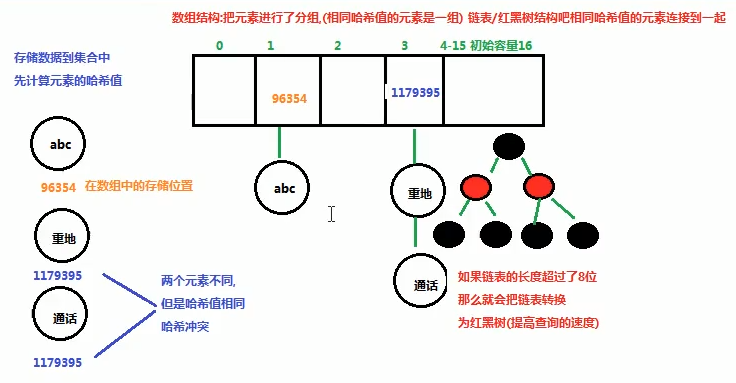 数组结构:把元素进行了分组,(相同哈希值的元素是一组) 链表/红黑树结构吧相同哈希值的元素连接到一起
0 1 2 3 4-15 初始容量16
存储数据到集合中
先计算元素的哈希值
96354
1179395
abc
96354 在数组中的存储位置
abc
重地
重地
1179395
两个元素不同,
但是哈希值相同
哈希冲突
通话
1179395
通话
如果链表的长度超过了8位
那么就会把链表转换
为红黑树(提高查询的速度)